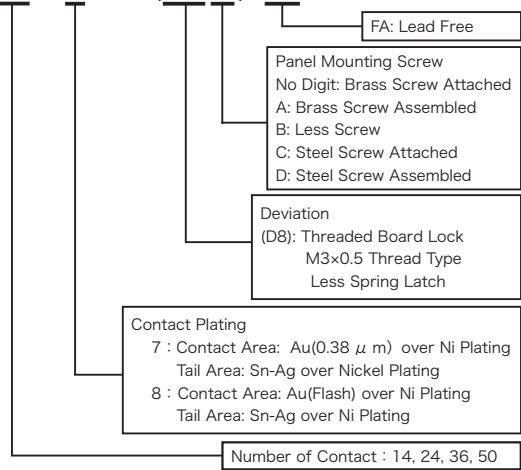 FA: Lead Free
Panel Mounting Screw
No Digit: Brass Screw Attached
A: Brass Screw Assembled
B: Less Screw
C: Steel Screw Attached
D: Steel Screw Assembled
Deviation
(D8): Threaded Board Lock
M3×0.5 Thread Type
Less Spring Latch
Contact Plating
7：Contact Area: Au(0.38 μ m) over Ni Plating
Tail Area: Sn-Ag over Nickel Plating
8：Contact Area: Au(Flash) over Ni Plating
Tail Area: Sn-Ag over Ni Plating
Number of Contact：14, 24, 36, 50